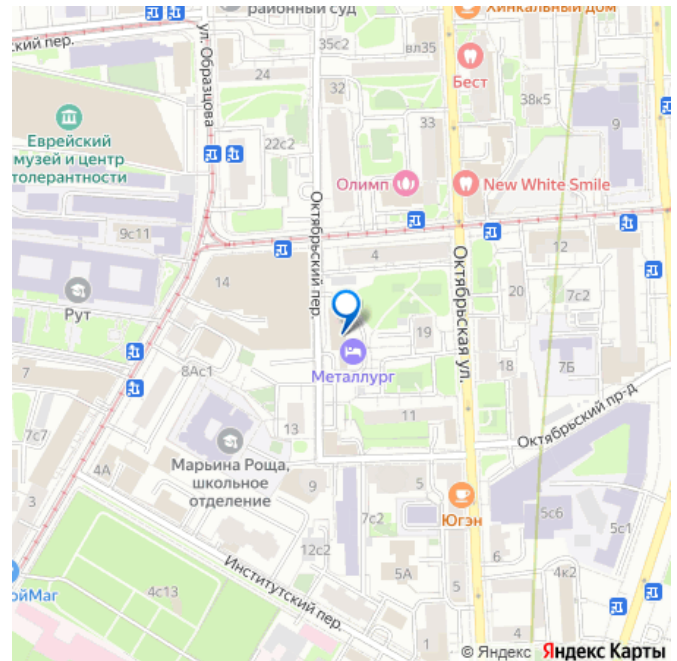 районный суд
Хинкальный дом
ский пер.
ул. Образцова
35с2
вл35
Бест
24
32
38к5
9
33
22с2
Еврейский
музей и центр
толерантности
Олимп
New White Smile
Октябрьский пер.
9с11
4
12
14
Октябрьская ул.
20
7с2
Рут
19
18
7Б
Металлург
7
8Ас1
11
Октябрьский пр-д
13
7с7
4А
Марьина Роща,
школьное
отделение
9
5
Югэн
3
7с2
5с6
5с1
12с2
6
ойМаг
4с13
Институтский пер.
5А
5
4к2
1
4
© Яндекс Яндекс Карты